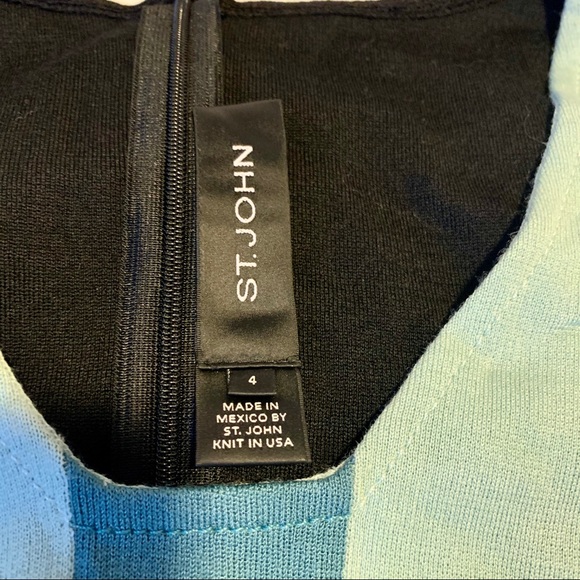 ST. JOHN
4
MADE IN
MEXICO BY
ST. JOHN
KNIT IN USA